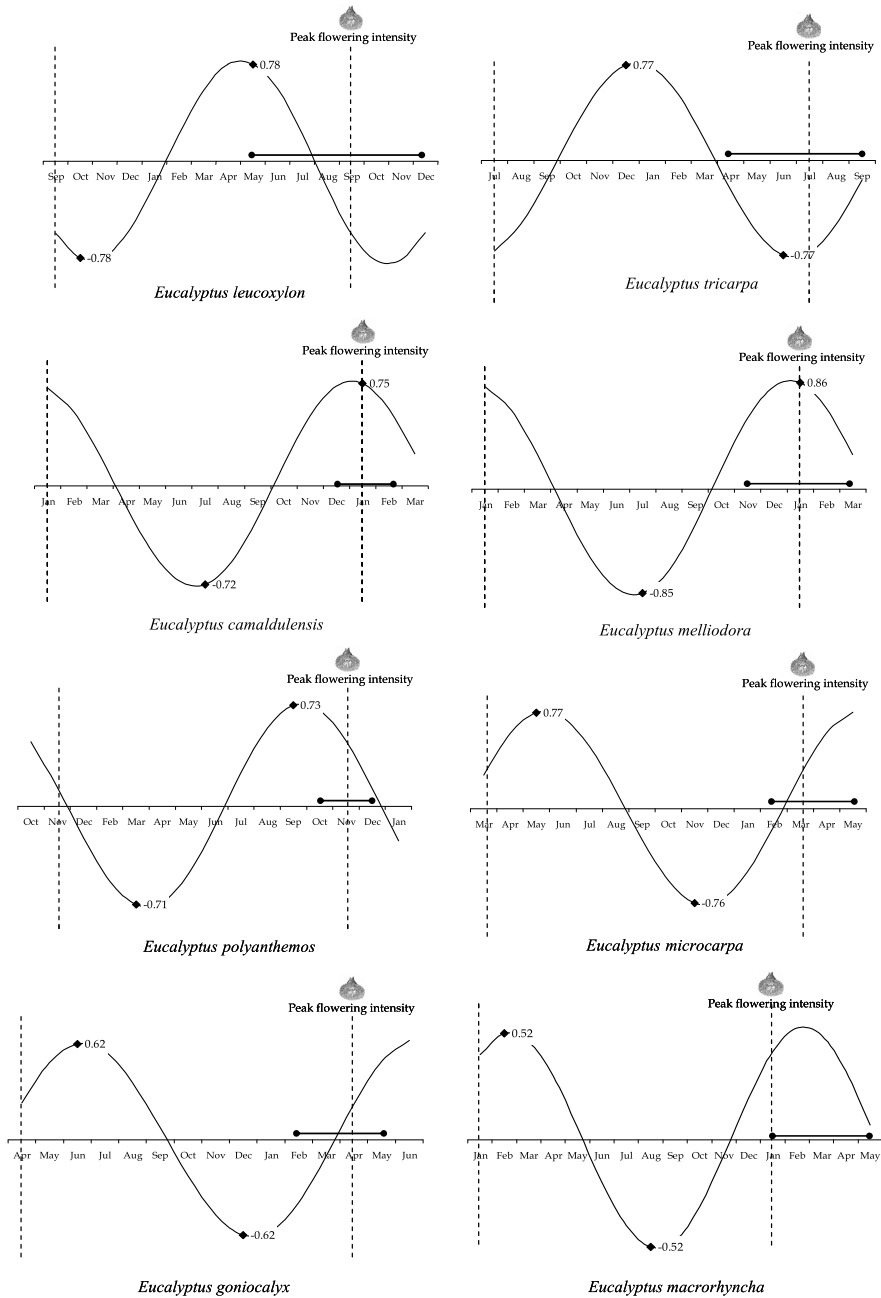 Peak flowering intensity
0.78
Sep Oct Nov Dec Jan Feb Mar Apr May Jun Jul Aug Sep Oct Nov Dec
-0.78
Eucalyptus leucoxylon
Peak flowering intensity
0.77
Jul Aug Sep Oct Nov Dec Jan Feb Mar Apr May Jun Jul Aug Sep
-0.77
Eucalyptus tricarpa
Peak flowering intensity
0.75
Jan Feb Mar Apr May Jun Jul Aug Sep Oct Nov Dec Jan Feb Mar
-0.72
Eucalyptus camaldulensis
Peak flowering intensity
0.86
Jan Feb Mar Apr May Jun Jul Aug Sep Oct Nov Dec Jan Feb Mar
-0.85
Eucalyptus melliodora
Peak flowering intensity
0.73
Oct Nov Dec Feb Mar Apr May Jun Jul Aug Sep Oct Nov Dec Jan
-0.71
Eucalyptus polyanthemos
Peak flowering intensity
0.77
Mar Apr May Jun Jul Aug Sep Oct Nov Dec Jan Feb Mar Apr May
-0.76
Eucalyptus microcarpa
Peak flowering intensity
0.62
Apr May Jun Jul Aug Sep Oct Nov Dec Jan Feb Mar Apr May Jun
-0.62
Eucalyptus goniocalyx
Peak flowering intensity
0.52
Jan Feb Mar Apr May Jun Jul Aug Sep Oct Nov Dec Jan Feb Mar Apr May
-0.52
Eucalyptus macrorhyncha